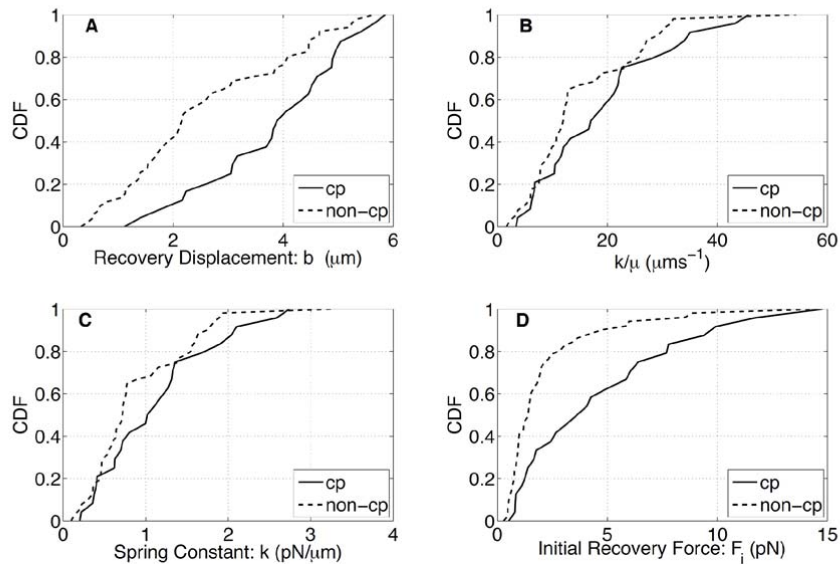 A
1
0.8
0.6
0.4
0.2
0
CDF
0
2
4
6
Recovery Displacement: b (μm)
cp
non-cp
B
1
0.8
0.6
0.4
0.2
0
CDF
0
20
40
60
k/μ (μms⁻¹)
cp
non-cp
C
1
0.8
0.6
0.4
0.2
0
CDF
0
1
2
3
4
Spring Constant: k (pN/μm)
cp
non-cp
D
1
0.8
0.6
0.4
0.2
0
CDF
0
5
10
15
Initial Recovery Force: Fᵢ (pN)
cp
non-cp